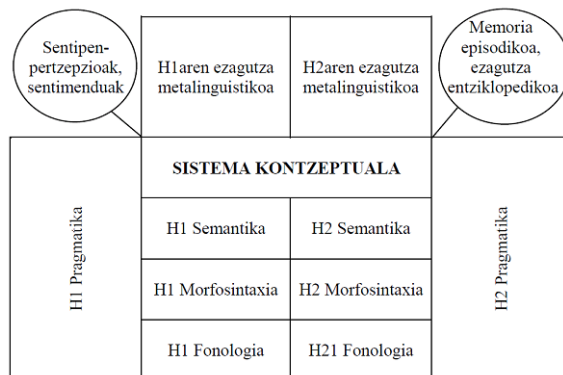 Sentipen-
pertzepzioak,
sentimenduak
H1aren ezagutza
metalinguistikoa
H2aren ezagutza
metalinguistikoa
Memoria
episodikoa,
ezagutza
entziklopedikoa
SISTEMA KONTZEPTUALA
H1 Pragmatika
H1 Semantika
H2 Semantika
H1 Morfosintaxia
H2 Morfosintaxia
H1 Fonologia
H21 Fonologia
H2 Pragmatika